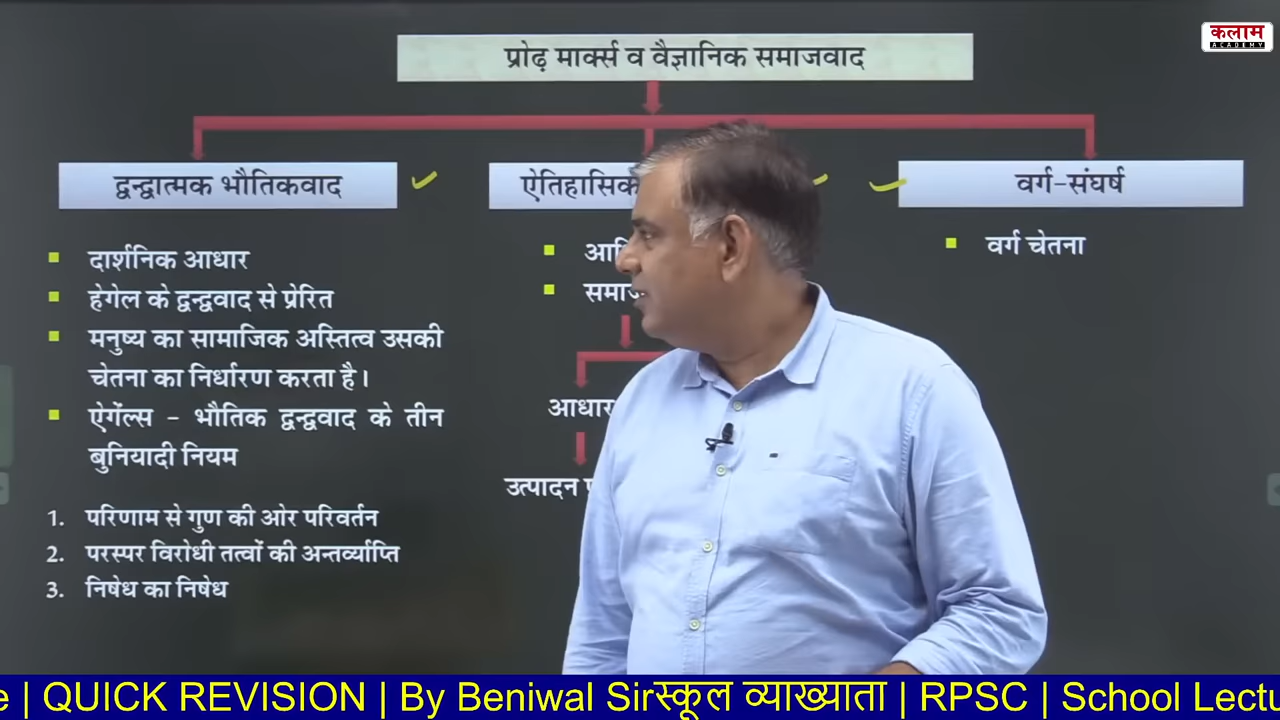 कलाम
ACADEMY
प्रोढ़ मार्क्स व वैज्ञानिक समाजवाद
द्वन्द्वात्मक भौतिकवाद
दार्शनिक आधार
हेगेल के द्वन्द्ववाद से प्रेरित
मनुष्य का सामाजिक अस्तित्व उसकी
चेतना का निर्धारण करता है।
ऐगेंल्स - भौतिक द्वन्द्ववाद के तीन
बुनियादी नियम
1. परिणाम से गुण की ओर परिवर्तन
2. परस्पर विरोधी तत्वों की अन्तर्व्याप्ति
3. निषेध का निषेध
ऐतिहासिक
आधार
उत्पादन
वर्ग-संघर्ष
वर्ग चेतना
| QUICK REVISION | By Beniwal Sirस्कूल व्याख्याता | RPSC | School